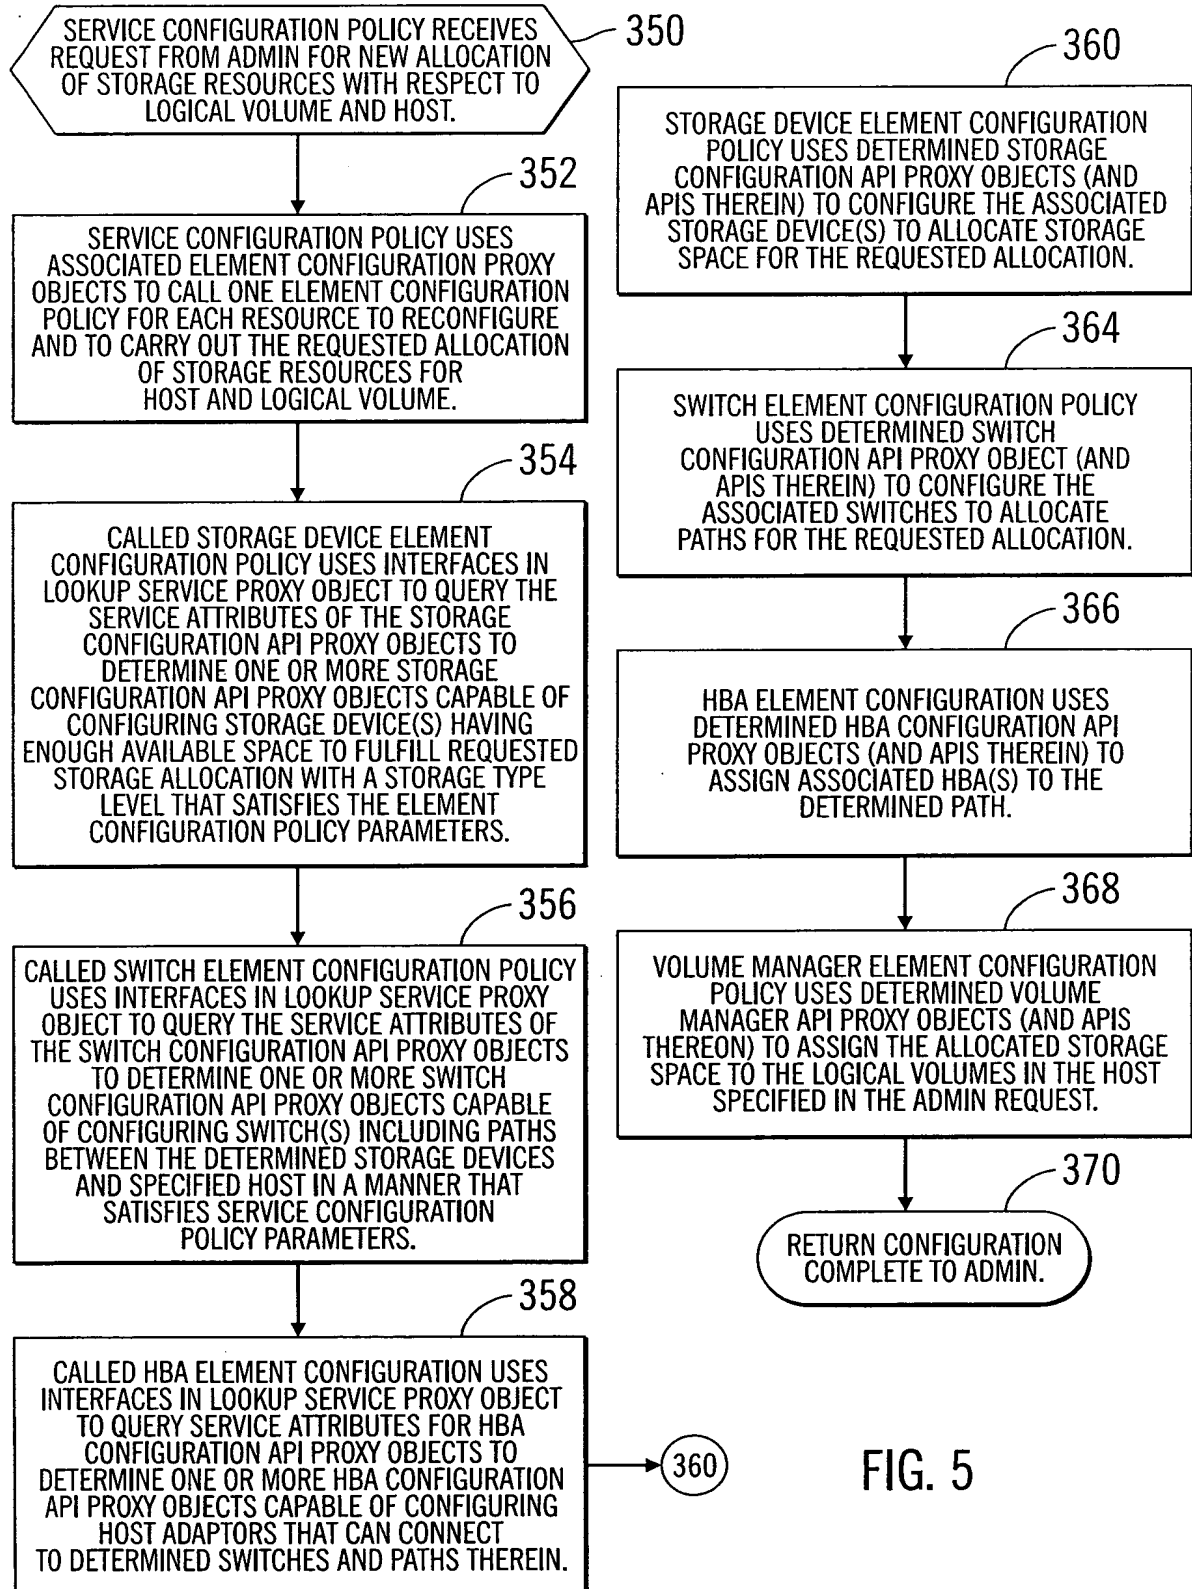 SERVICE CONFIGURATION POLICY RECEIVES
REQUEST FROM ADMIN FOR NEW ALLOCATION
OF STORAGE RESOURCES WITH RESPECT TO
LOGICAL VOLUME AND HOST.
350
352
SERVICE CONFIGURATION POLICY USES
ASSOCIATED ELEMENT CONFIGURATION PROXY
OBJECTS TO CALL ONE ELEMENT CONFIGURATION
POLICY FOR EACH RESOURCE TO RECONFIGURE
AND TO CARRY OUT THE REQUESTED ALLOCATION
OF STORAGE RESOURCES FOR
HOST AND LOGICAL VOLUME.
354
CALLED STORAGE DEVICE ELEMENT
CONFIGURATION POLICY USES INTERFACES IN
LOOKUP SERVICE PROXY OBJECT TO QUERY THE
SERVICE ATTRIBUTES OF THE STORAGE
CONFIGURATION API PROXY OBJECTS TO
DETERMINE ONE OR MORE STORAGE
CONFIGURATION API PROXY OBJECTS CAPABLE OF
CONFIGURING STORAGE DEVICE(S) HAVING
ENOUGH AVAILABLE SPACE TO FULFILL REQUESTED
STORAGE ALLOCATION WITH A STORAGE TYPE
LEVEL THAT SATISFIES THE ELEMENT
CONFIGURATION POLICY PARAMETERS.
356
CALLED SWITCH ELEMENT CONFIGURATION POLICY
USES INTERFACES IN LOOKUP SERVICE PROXY
OBJECT TO QUERY THE SERVICE ATTRIBUTES OF
THE SWITCH CONFIGURATION API PROXY OBJECTS
TO DETERMINE ONE OR MORE SWITCH
CONFIGURATION API PROXY OBJECTS CAPABLE
OF CONFIGURING SWITCH(S) INCLUDING PATHS
BETWEEN THE DETERMINED STORAGE DEVICES
AND SPECIFIED HOST IN A MANNER THAT
SATISFIES SERVICE CONFIGURATION
POLICY PARAMETERS.
358
CALLED HBA ELEMENT CONFIGURATION USES
INTERFACES IN LOOKUP SERVICE PROXY OBJECT
TO QUERY SERVICE ATTRIBUTES FOR HBA
CONFIGURATION API PROXY OBJECTS TO
DETERMINE ONE OR MORE HBA CONFIGURATION
API PROXY OBJECTS CAPABLE OF CONFIGURING
HOST ADAPTORS THAT CAN CONNECT
TO DETERMINED SWITCHES AND PATHS THEREIN.
360
360
STORAGE DEVICE ELEMENT CONFIGURATION
POLICY USES DETERMINED STORAGE
CONFIGURATION API PROXY OBJECTS (AND
APIS THEREIN) TO CONFIGURE THE ASSOCIATED
STORAGE DEVICE(S) TO ALLOCATE STORAGE
SPACE FOR THE REQUESTED ALLOCATION.
364
SWITCH ELEMENT CONFIGURATION POLICY
USES DETERMINED SWITCH
CONFIGURATION API PROXY OBJECT (AND
APIS THEREIN) TO CONFIGURE THE
ASSOCIATED SWITCHES TO ALLOCATE
PATHS FOR THE REQUESTED ALLOCATION.
366
HBA ELEMENT CONFIGURATION USES
DETERMINED HBA CONFIGURATION API
PROXY OBJECTS (AND APIS THEREIN) TO
ASSIGN ASSOCIATED HBA(S) TO THE
DETERMINED PATH.
368
VOLUME MANAGER ELEMENT CONFIGURATION
POLICY USES DETERMINED VOLUME
MANAGER API PROXY OBJECTS (AND APIS
THEREON) TO ASSIGN THE ALLOCATED STORAGE
SPACE TO THE LOGICAL VOLUMES IN THE HOST
SPECIFIED IN THE ADMIN REQUEST.
370
RETURN CONFIGURATION
COMPLETE TO ADMIN.
FIG. 5